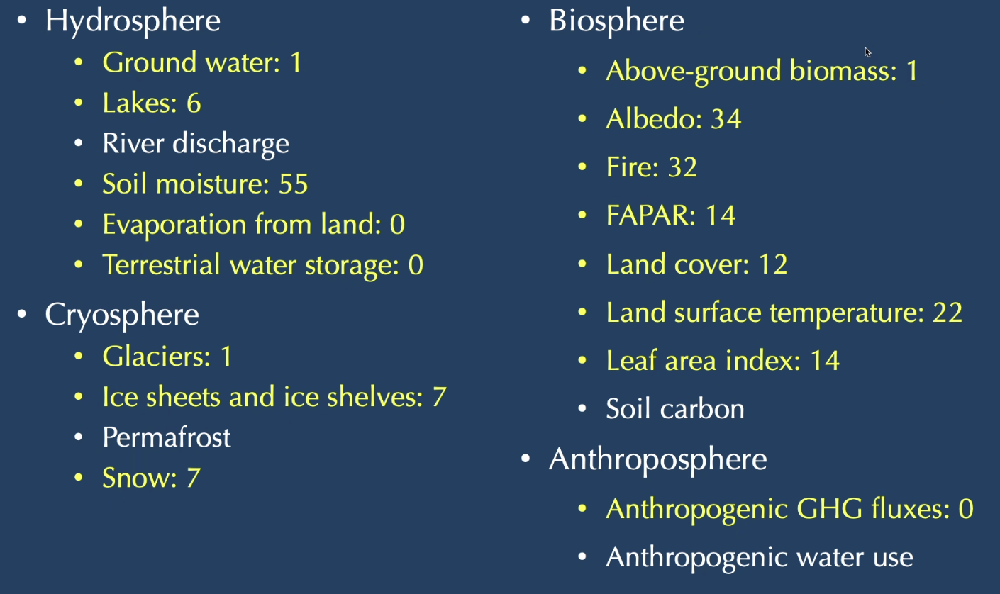 • Hydrosphere
• Ground water: 1
• Lakes: 6
• River discharge
• Soil moisture: 55
• Evaporation from land: 0
• Terrestrial water storage: 0
• Cryosphere
• Glaciers: 1
• Ice sheets and ice shelves: 7
• Permafrost
• Snow: 7
• Biosphere
• Above-ground biomass: 1
• Albedo: 34
• Fire: 32
• FAPAR: 14
• Land cover: 12
• Land surface temperature: 22
• Leaf area index: 14
• Soil carbon
• Anthroposphere
• Anthropogenic GHG fluxes: 0
• Anthropogenic water use